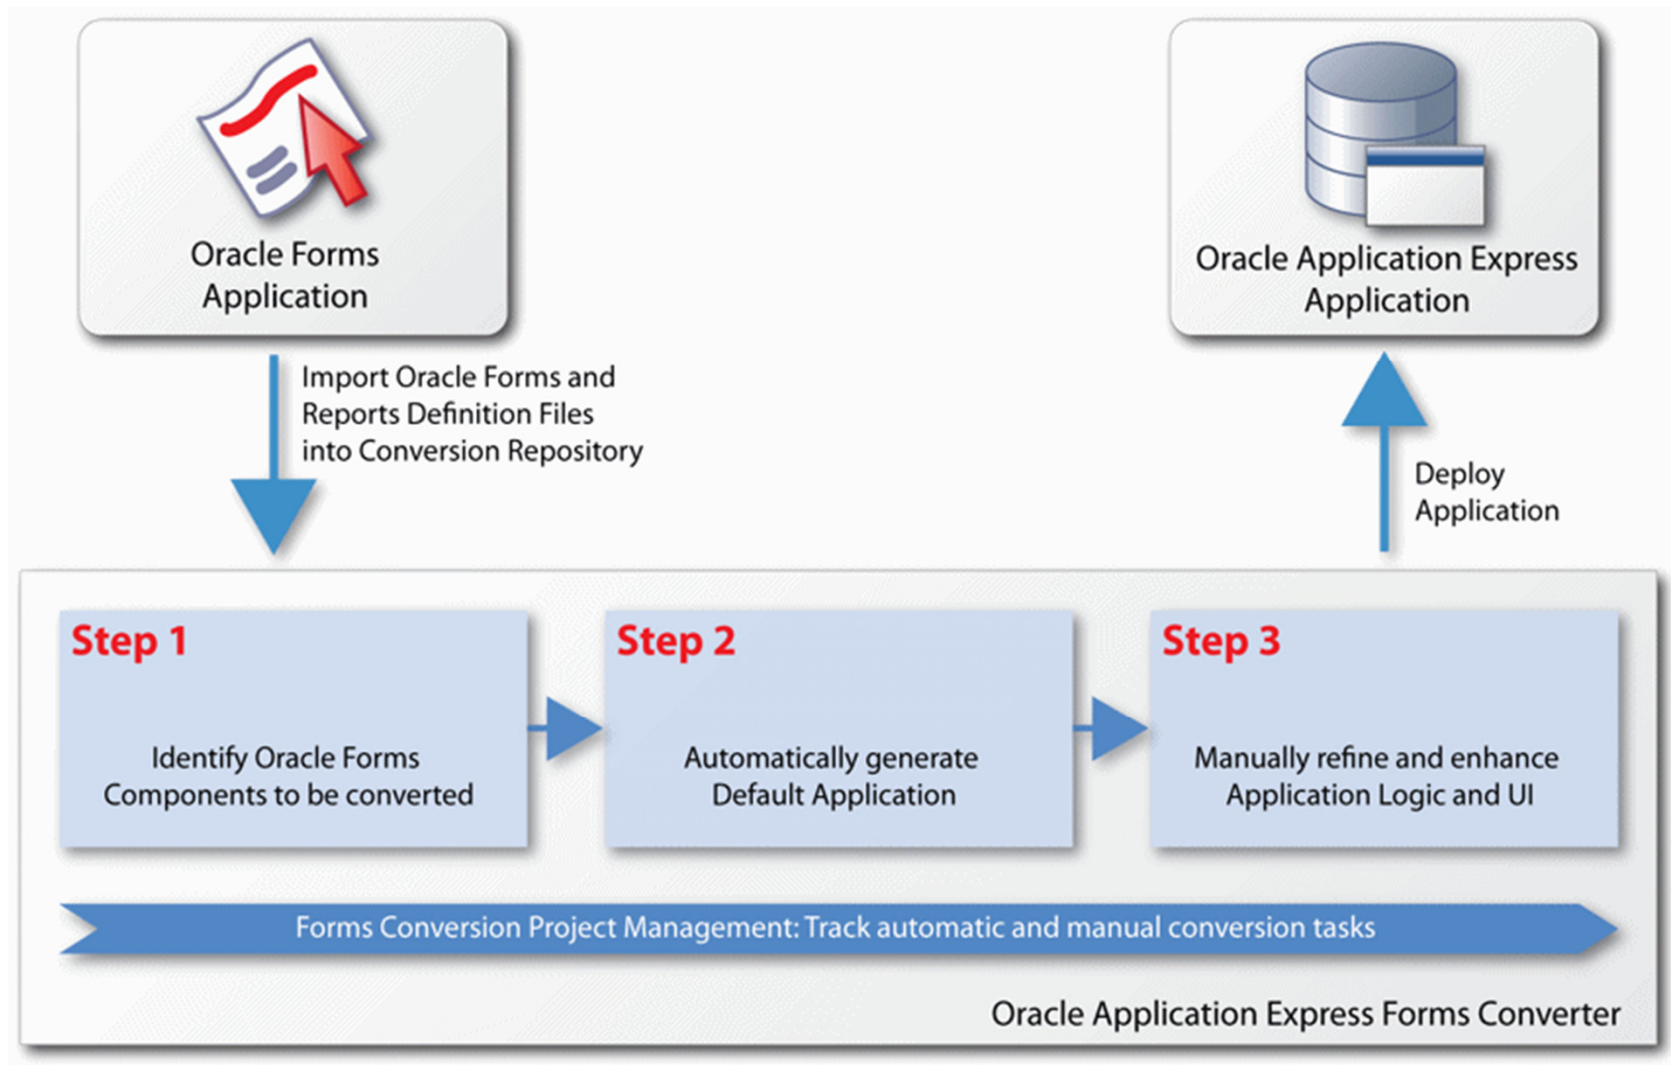 Oracle Forms
Application
Oracle Application Express
Application
Import Oracle Forms and
Reports Definition Files
into Conversion Repository
Deploy
Application
Step 1
Identify Oracle Forms
Components to be converted
Step 2
Automatically generate
Default Application
Step 3
Manually refine and enhance
Application Logic and UI
Forms Conversion Project Management: Track automatic and manual conversion tasks
Oracle Application Express Forms Converter